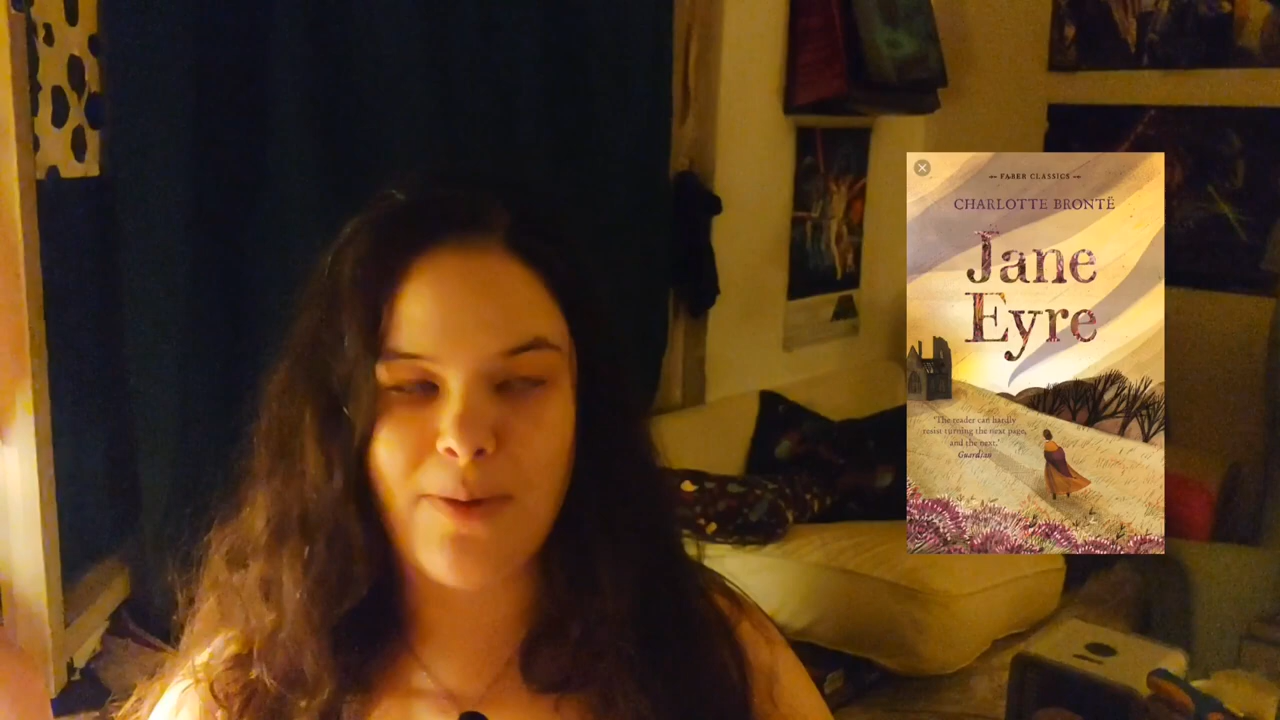 FABER CLASSICS
CHARLOTTE BRONTË
Jane
Eyre
'The reader can hardly
resist turning the next page,
and the next.'
Guardian